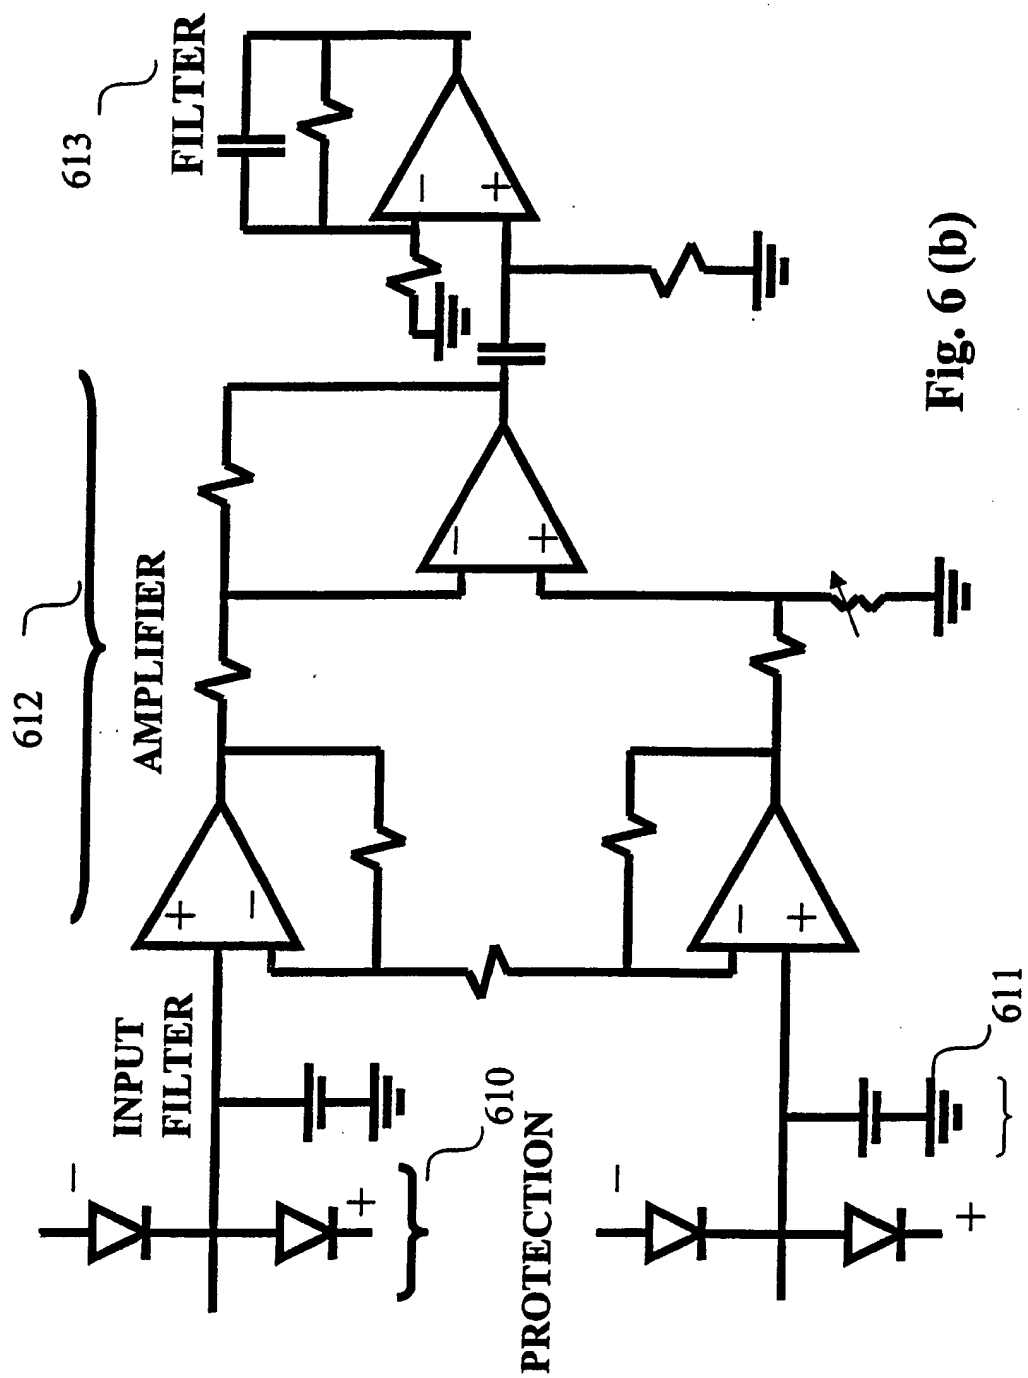 612
613
AMPLIFIER
FILTER
INPUT
FILTER
-
+
-
+
-
-
+
-
+
610
PROTECTION
-
+
-
+
611
Fig. 6 (b)